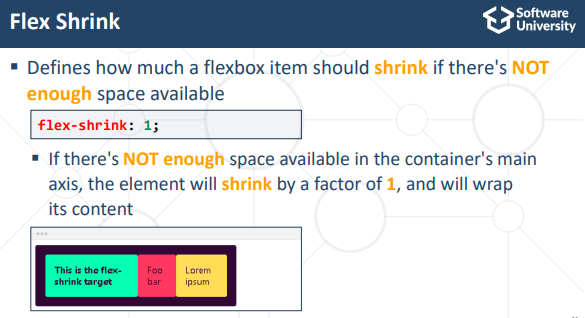 Flex Shrink
Software
University
▪ Defines how much a flexbox item should shrink if there's NOT
enough space available
flex-shrink: 1;
▪ If there's NOT enough space available in the container's main
axis, the element will shrink by a factor of 1, and will wrap
its content
This is the flex-
shrink target
Foo
bar
Lorem
ipsum